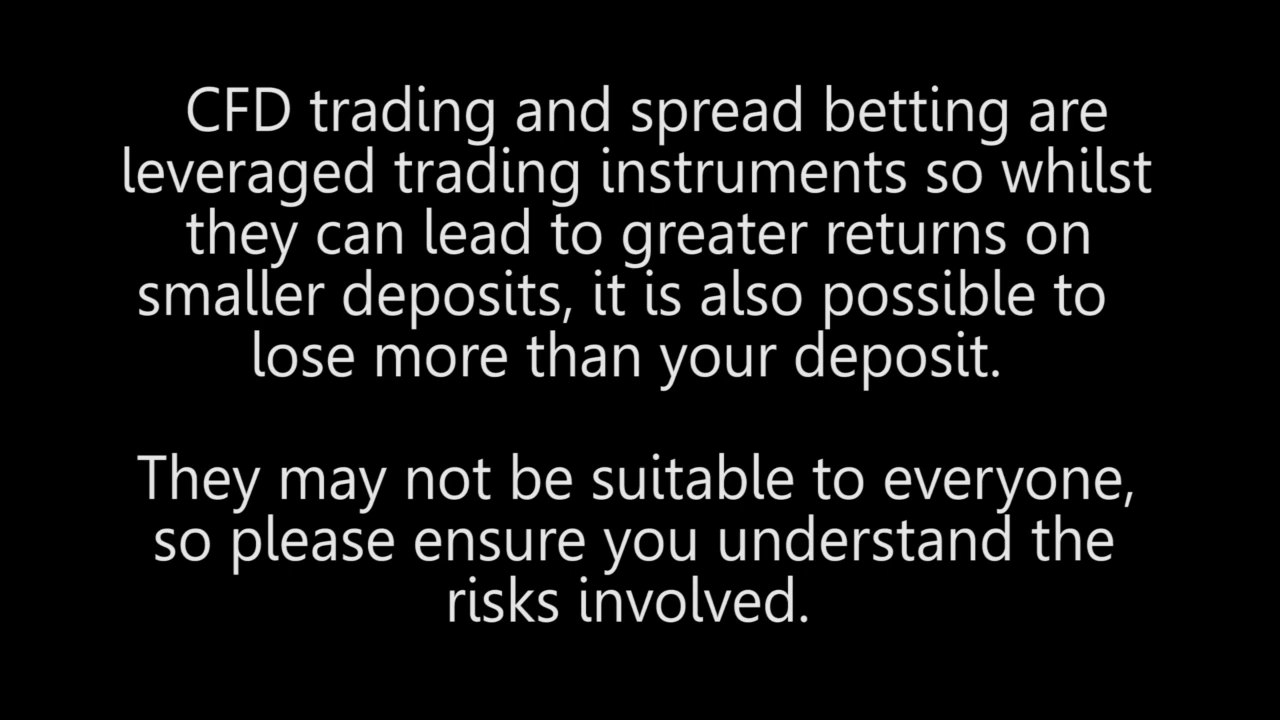 CFD trading and spread betting are
leveraged trading instruments so whilst
they can lead to greater returns on
smaller deposits, it is also possible to
lose more than your deposit.
They may not be suitable to everyone,
so please ensure you understand the
risks involved.